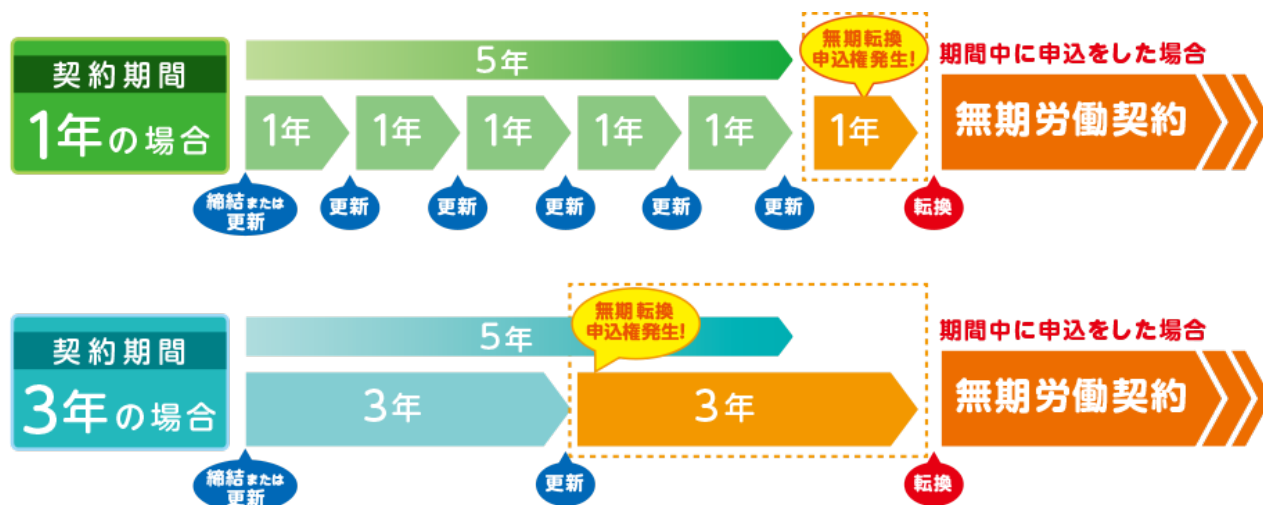 契約期間
1年の場合
5年
1年
1年
1年
1年
1年
無期転換
申込権発生!
1年
期間中に申込をした場合
無期労働契約
締結または
更新
更新
更新
更新
更新
更新
転換
契約期間
3年の場合
5年
無期転換
申込権発生!
3年
3年
期間中に申込をした場合
無期労働契約
締結または
更新
更新
転換